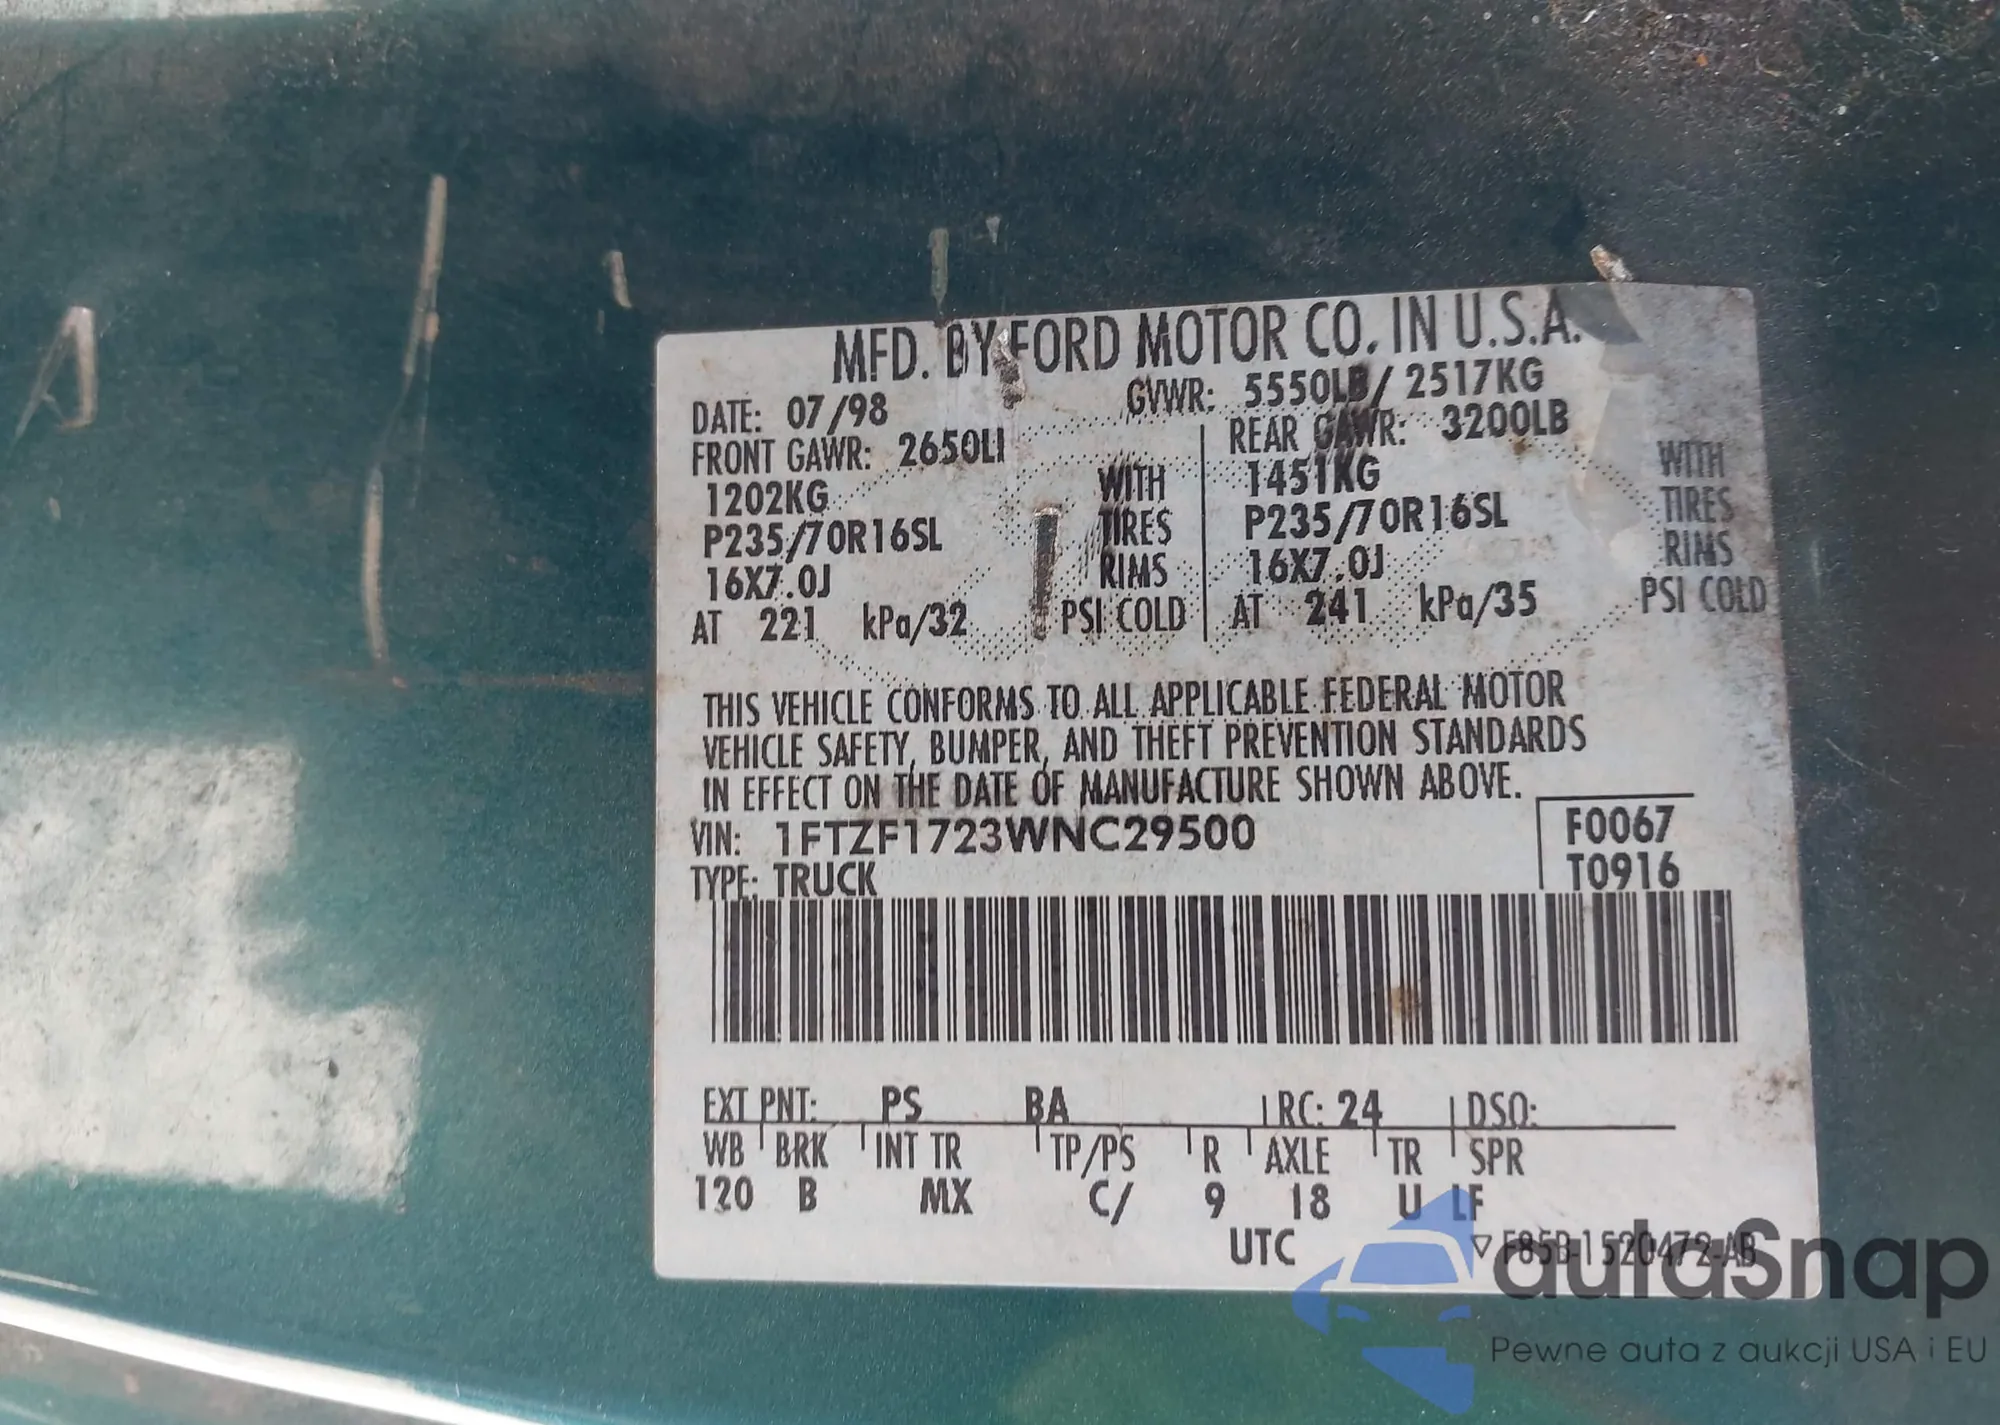 MFD. BY FORD MOTOR CO. IN U.S.A.
DATE: 07/98 GVWR: 5550LB/ 2517KG
FRONT GAWR: 2650LI REAR GAWR: 3200LB
1202KG WITH 1451KG WITH
P235/70R16SL TIRES P235/70R16SL TIRES
16X7.0J RIMS 16X7.0J RIMS
AT 221 kPa/32 PSI COLD AT 241 kPa/35 PSI COLD
THIS VEHICLE CONFORMS TO ALL APPLICABLE FEDERAL MOTOR
VEHICLE SAFETY, BUMPER, AND THEFT PREVENTION STANDARDS
IN EFFECT ON THE DATE OF MANUFACTURE SHOWN ABOVE.
VIN: 1FTZF1723WNC29500 F0067
TYPE: TRUCK T0916
EXT PNT: PS BA RC: 24 DSO:
WB BRK INT TR TP/PS R AXLE TR SPR
120 B MX C/ 9 18 U LF
UTC ▽ F85B-1520472-AB
autaSnap
Pewne auta z aukcji USA i EU